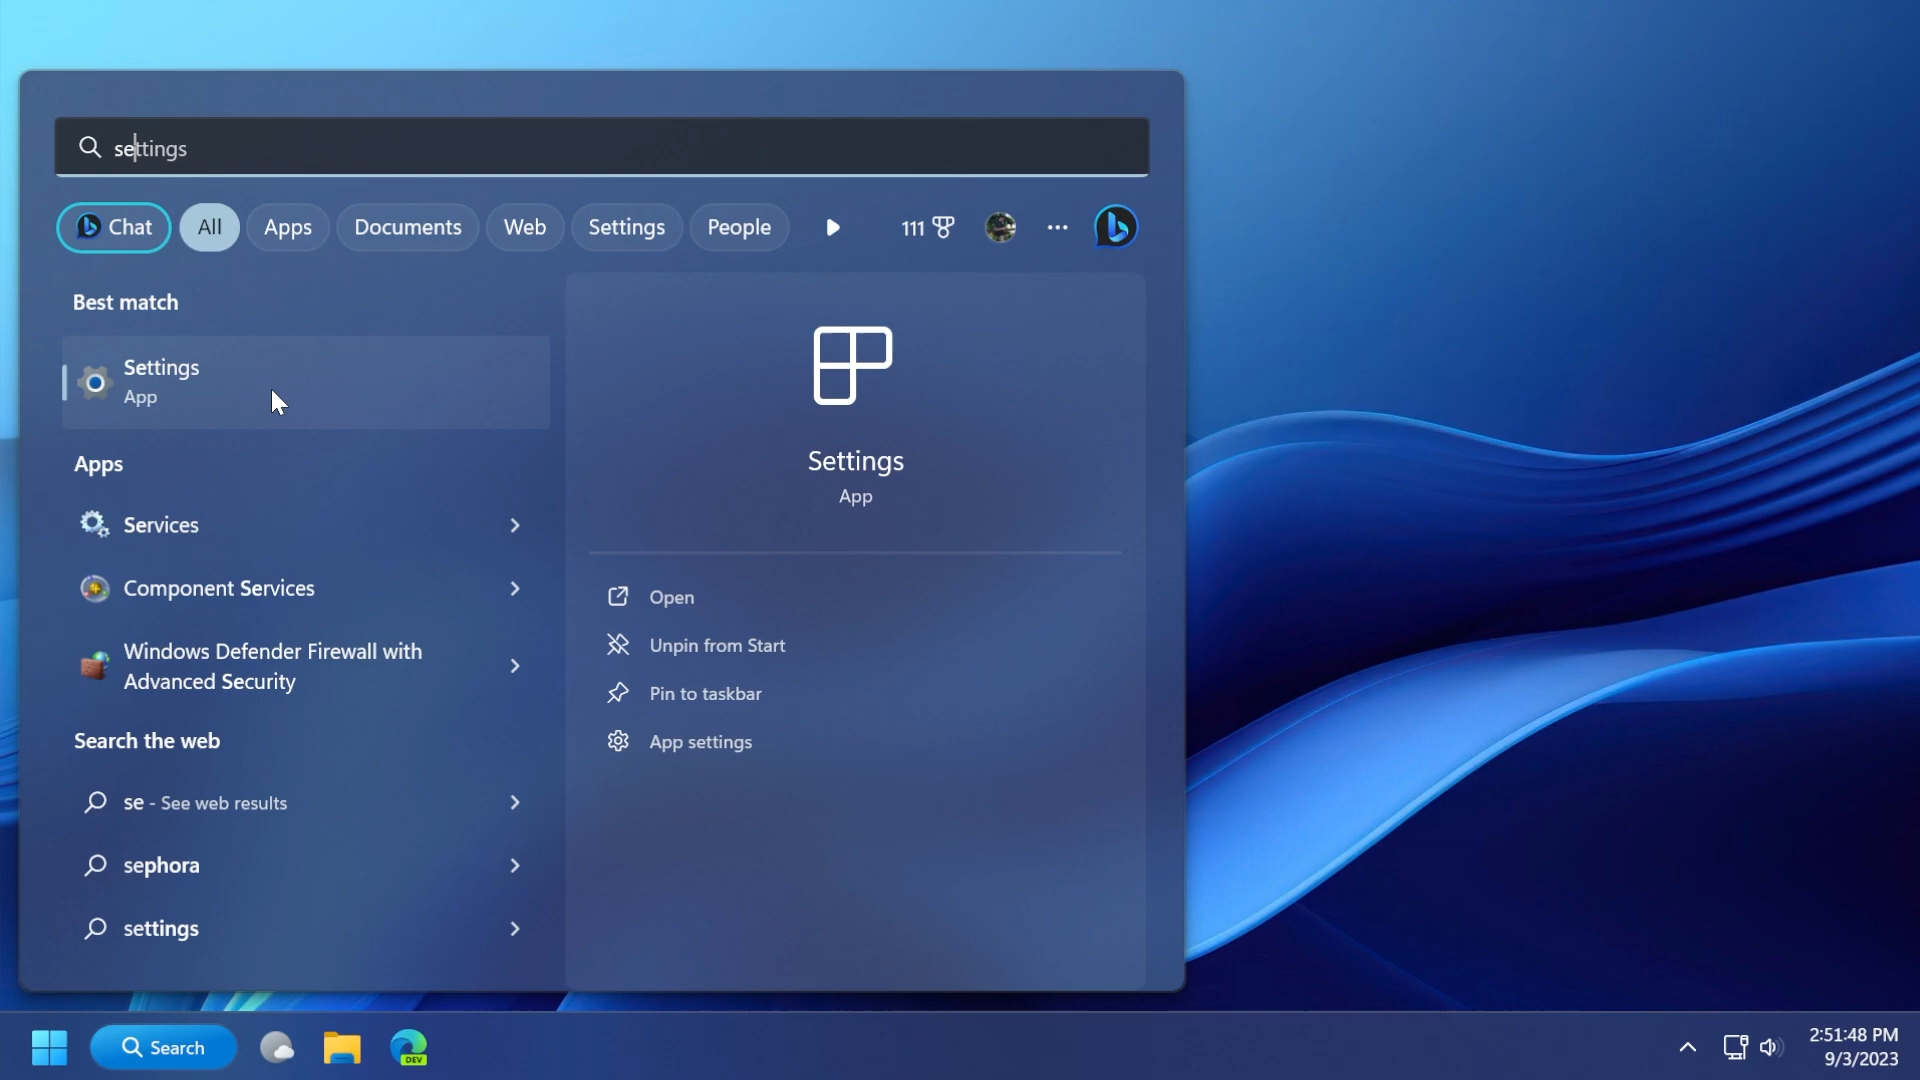 settings
Chat
All
Apps
Documents
Web
Settings
People
111
Best match
Settings
App
Apps
Services
Component Services
Windows Defender Firewall with
Advanced Security
Search the web
se - See web results
sephora
settings
Settings
App
Open
Unpin from Start
Pin to taskbar
App settings
Search
DEV
2:51:48 PM
9/3/2023